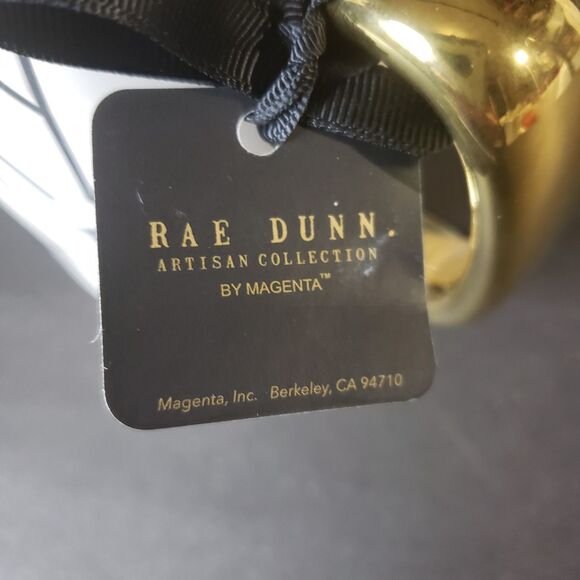 RAE DUNN.
ARTISAN COLLECTION
BY MAGENTA™
Magenta, Inc. Berkeley, CA 94710